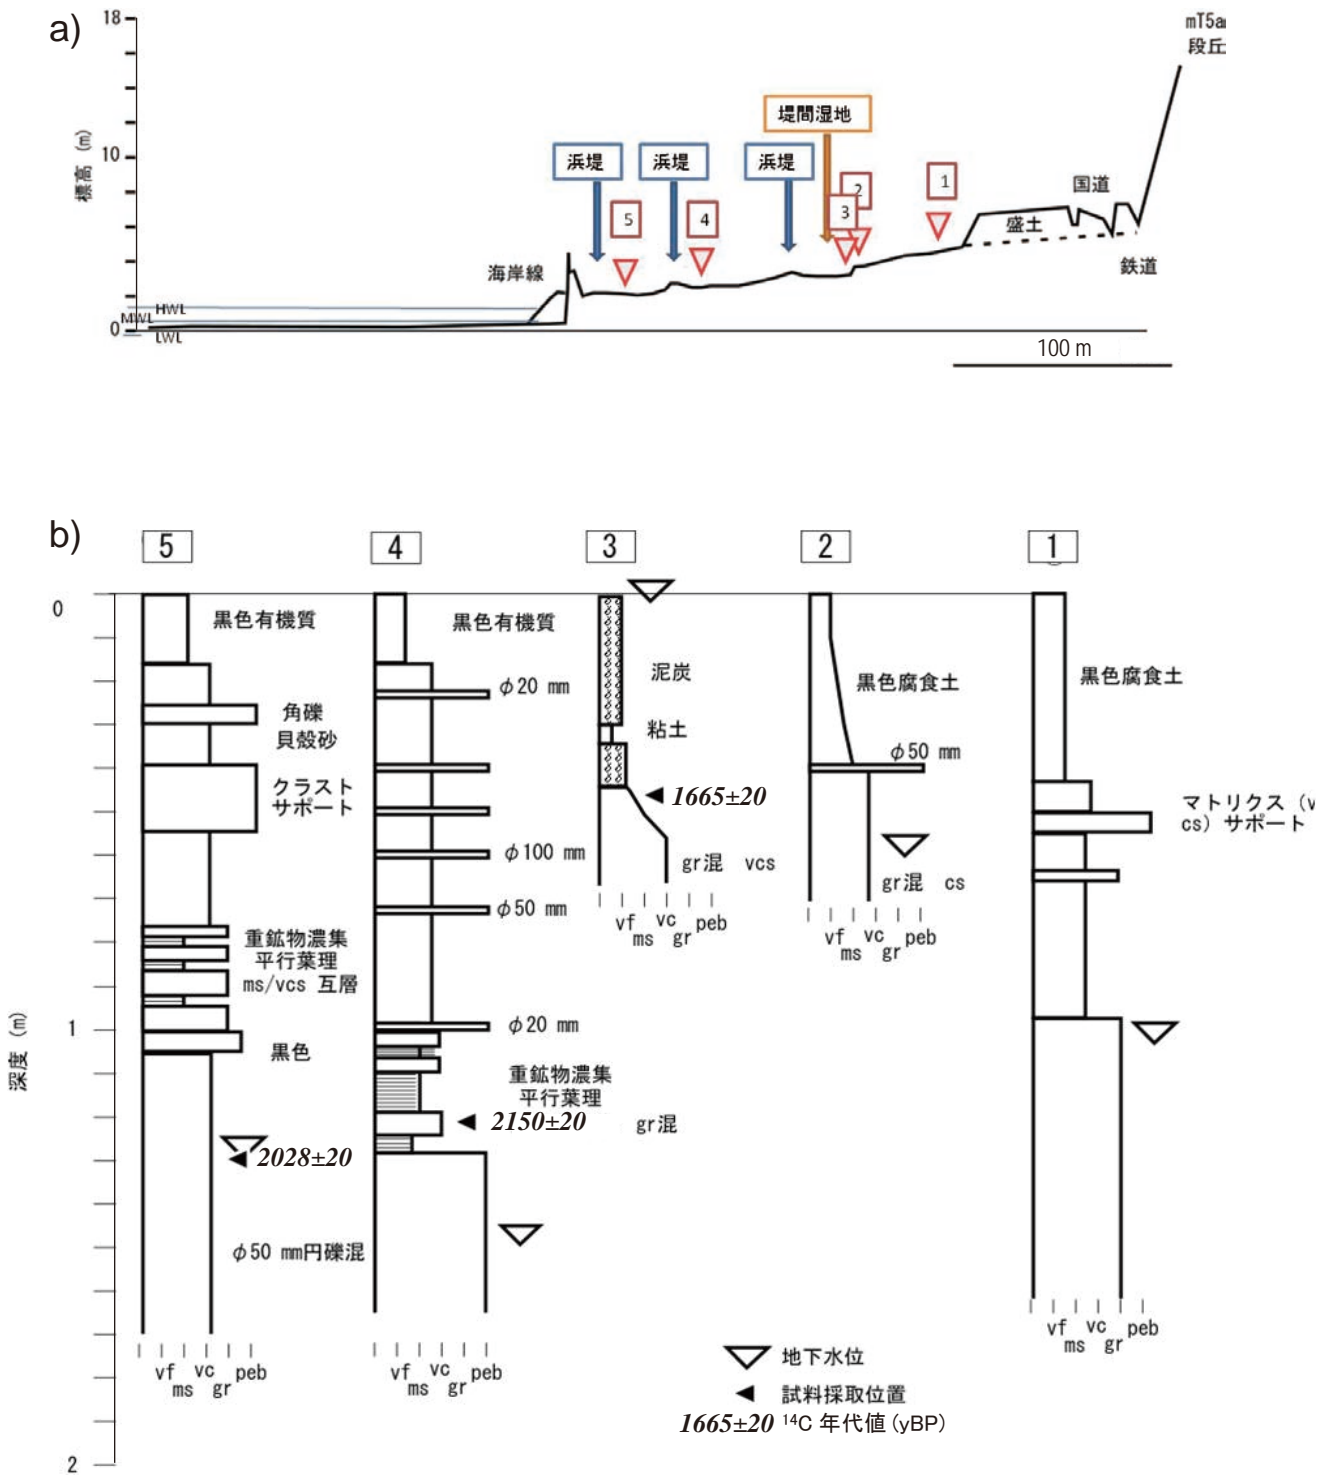 a)
18
10
0
標高 (m)
mT5a
段丘
堤間湿地
浜堤
浜堤
浜堤
5
4
3
2
1
国道
盛土
鉄道
海岸線
HWL
MWL
LWL
100 m
b)
5
4
3
2
1
0
1
2
深度 (m)
黒色有機質
角礫
貝殻砂
クラスト
サポート
重鉱物濃集
平行葉理
ms/vcs 互層
黒色
2028±20
φ50 mm円礫混
vf
ms
vc
gr
peb
黒色有機質
φ20 mm
φ100 mm
φ50 mm
φ20 mm
重鉱物濃集
平行葉理
2150±20
gr混
vf
ms
vc
gr
peb
泥炭
粘土
1665±20
gr混 vcs
vf
ms
vc
gr
peb
黒色腐食土
φ50 mm
gr混 cs
vf
ms
vc
gr
peb
黒色腐食土
マトリクス (v
cs) サポート
vf
ms
vc
gr
peb
地下水位
試料採取位置
1665±20 14C 年代値 (yBP)